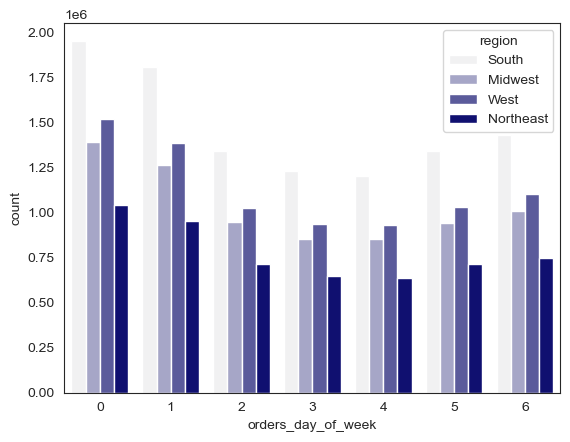 1e6
2.00
1.75
1.50
1.25
1.00
0.75
0.50
0.25
0.00
count
region
South
Midwest
West
Northeast
0 1 2 3 4 5 6
orders_day_of_week